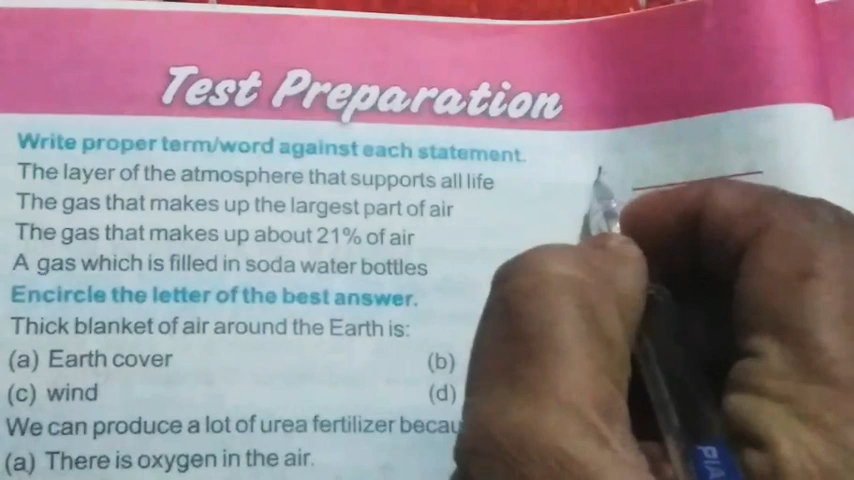 Test Preparation
Write proper term/word against each statement.
The layer of the atmosphere that supports all life
The gas that makes up the largest part of air
The gas that makes up about 21% of air
A gas which is filled in soda water bottles
Encircle the letter of the best answer.
Thick blanket of air around the Earth is:
(a) Earth cover (b)
(c) wind (d)
We can produce a lot of urea fertilizer becau
(a) There is oxygen in the air.
PIA